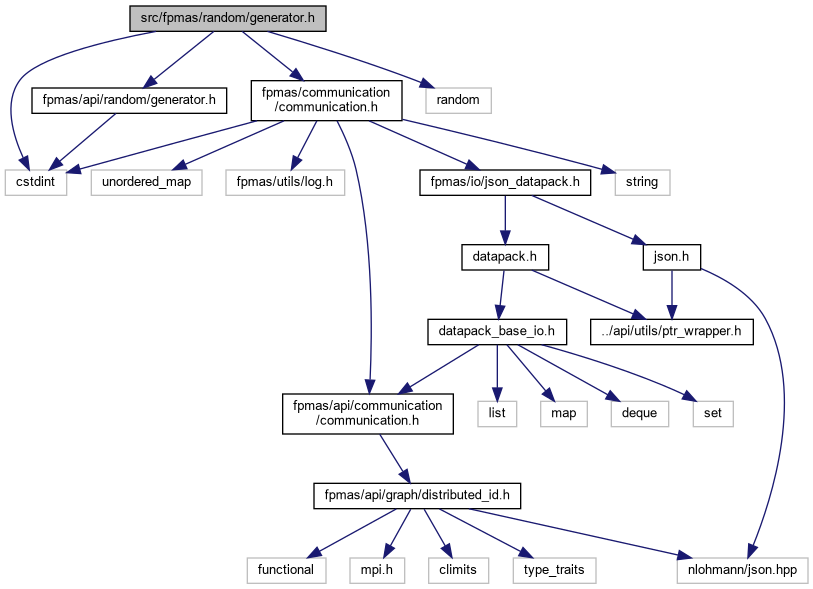 src/fpmas/random/generator.h
fpmas/api/random/generator.h
fpmas/communication
/communication.h
random
cstdint
unordered_map
fpmas/utils/log.h
fpmas/io/json_datapack.h
string
datapack.h
json.h
datapack_base_io.h
../api/utils/ptr_wrapper.h
fpmas/api/communication
/communication.h
list
map
deque
set
fpmas/api/graph/distributed_id.h
functional
mpi.h
climits
type_traits
nlohmann/json.hpp